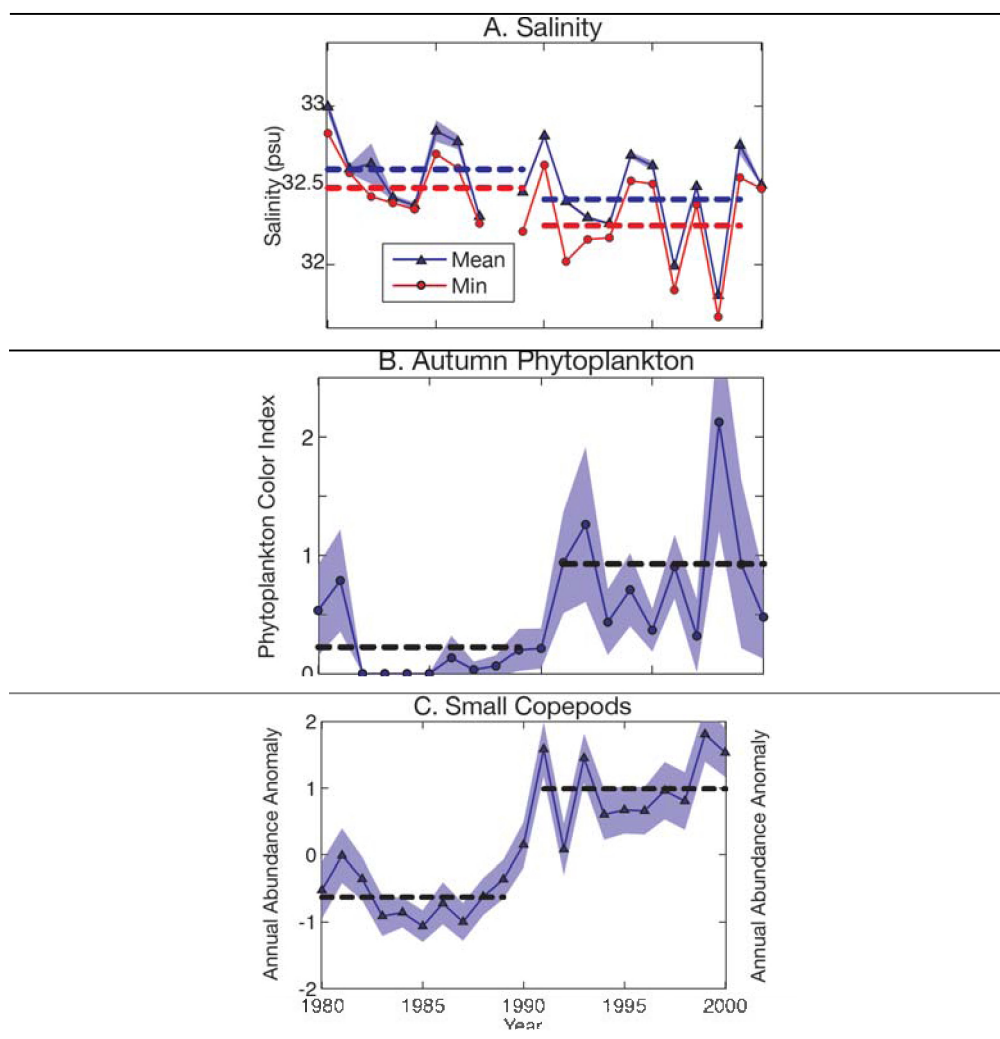 A. Salinity
Salinity (psu)
33
32.5
32
Mean
Min
B. Autumn Phytoplankton
Phytoplankton Color Index
2
1
0
C. Small Copepods
Annual Abundance Anomaly
2
1
0
-1
-2
1980 1985 1990 1995 2000
Year
Annual Abundance Anomaly